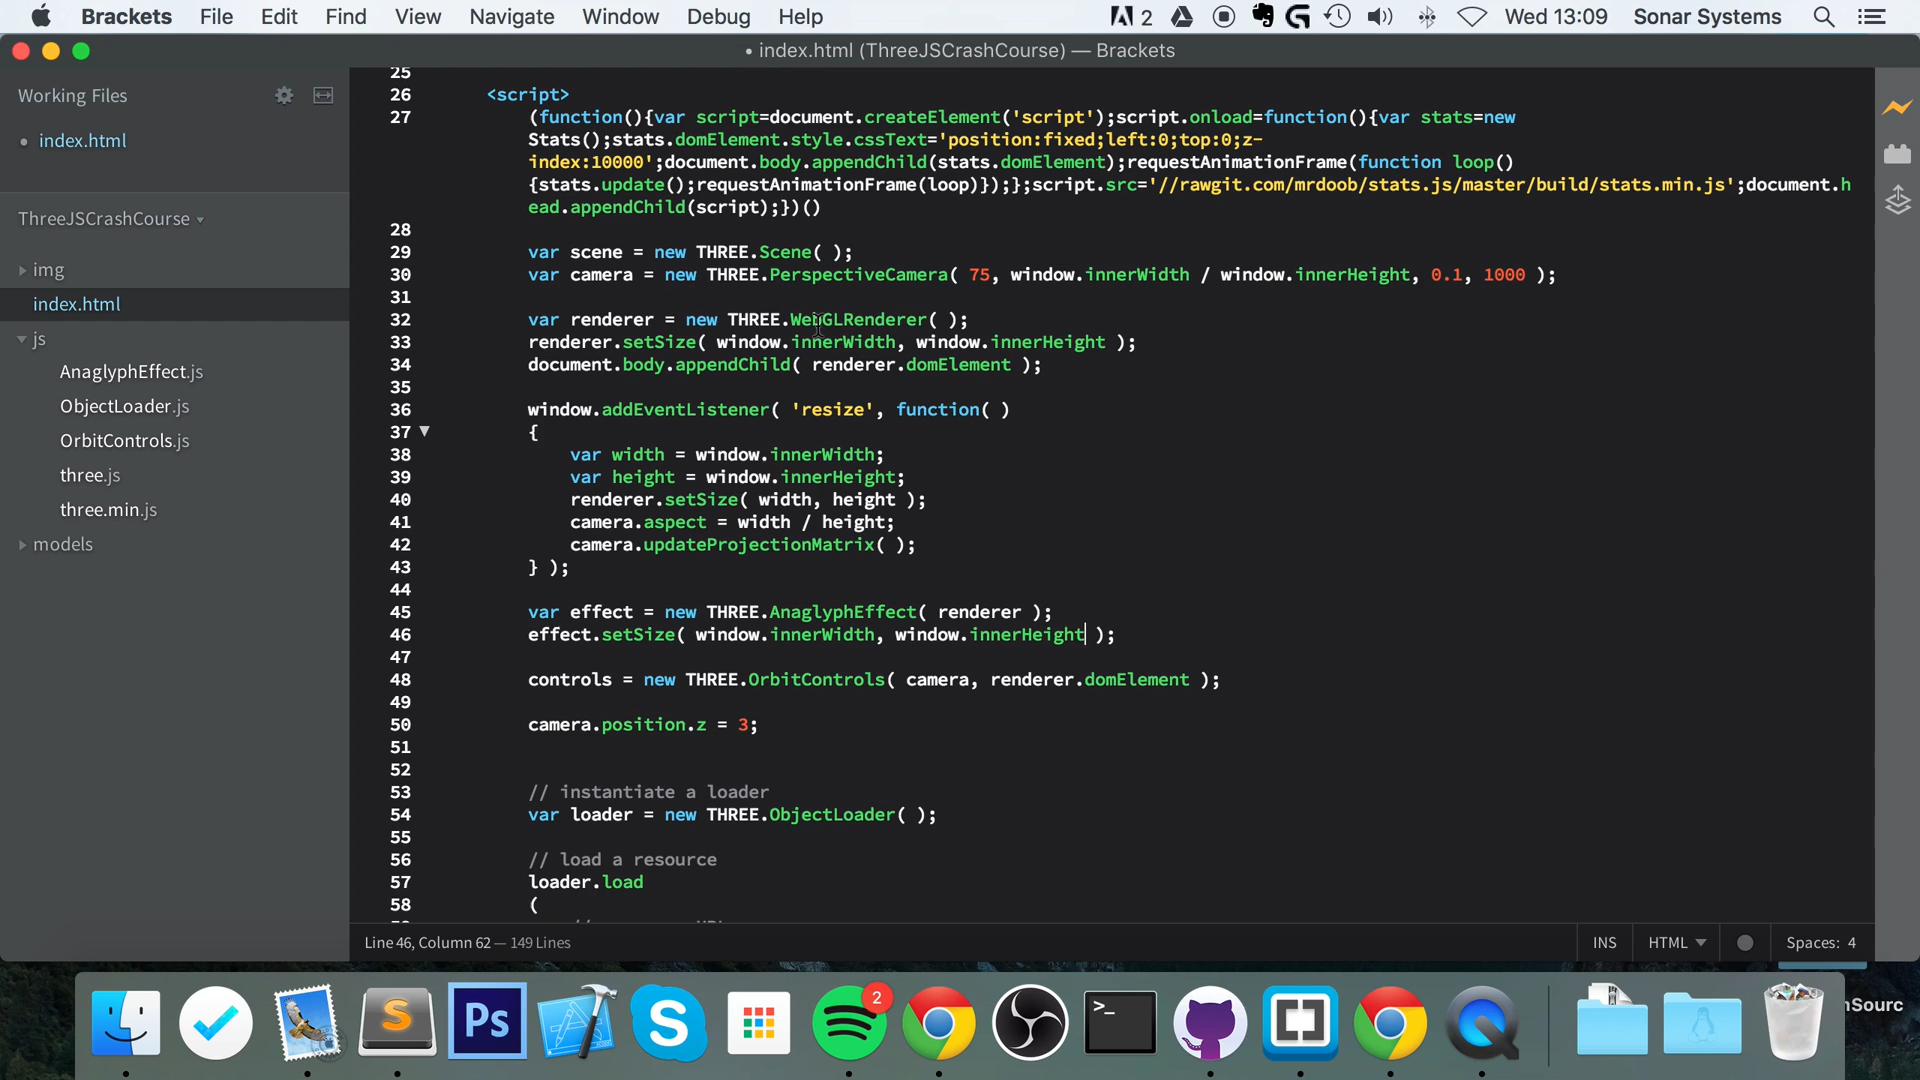 Brackets File Edit Find View Navigate Window Debug Help 2 Wed 13:09 Sonar Systems
• index.html (ThreeJSCrashCourse) — Brackets
Working Files
index.html
ThreeJSCrashCourse
img
index.html
js
AnaglyphEffect.js
ObjectLoader.js
OrbitControls.js
three.js
three.min.js
models
25
26 <script>
27 (function(){var script=document.createElement('script');script.onload=function(){var stats=new
Stats();stats.domElement.style.cssText='position:fixed;left:0;top:0;z-
index:10000';document.body.appendChild(stats.domElement);requestAnimationFrame(function loop()
{stats.update();requestAnimationFrame(loop)});};script.src='//rawgit.com/mrdoob/stats.js/master/build/stats.min.js';document.h
ead.appendChild(script);})()
28
29 var scene = new THREE.Scene( );
30 var camera = new THREE.PerspectiveCamera( 75, window.innerWidth / window.innerHeight, 0.1, 1000 );
31
32 var renderer = new THREE.WebGLRenderer( );
33 renderer.setSize( window.innerWidth, window.innerHeight );
34 document.body.appendChild( renderer.domElement );
35
36 window.addEventListener( 'resize', function( )
37 {
38 var width = window.innerWidth;
39 var height = window.innerHeight;
40 renderer.setSize( width, height );
41 camera.aspect = width / height;
42 camera.updateProjectionMatrix( );
43 } );
44
45 var effect = new THREE.AnaglyphEffect( renderer );
46 effect.setSize( window.innerWidth, window.innerHeight );
47
48 controls = new THREE.OrbitControls( camera, renderer.domElement );
49
50 camera.position.z = 3;
51
52
53 // instantiate a loader
54 var loader = new THREE.ObjectLoader( );
55
56 // load a resource
57 loader.load
58 (
Line 46, Column 62 — 149 Lines
INS HTML Spaces: 4
S Ps S 2 >_
nSourc